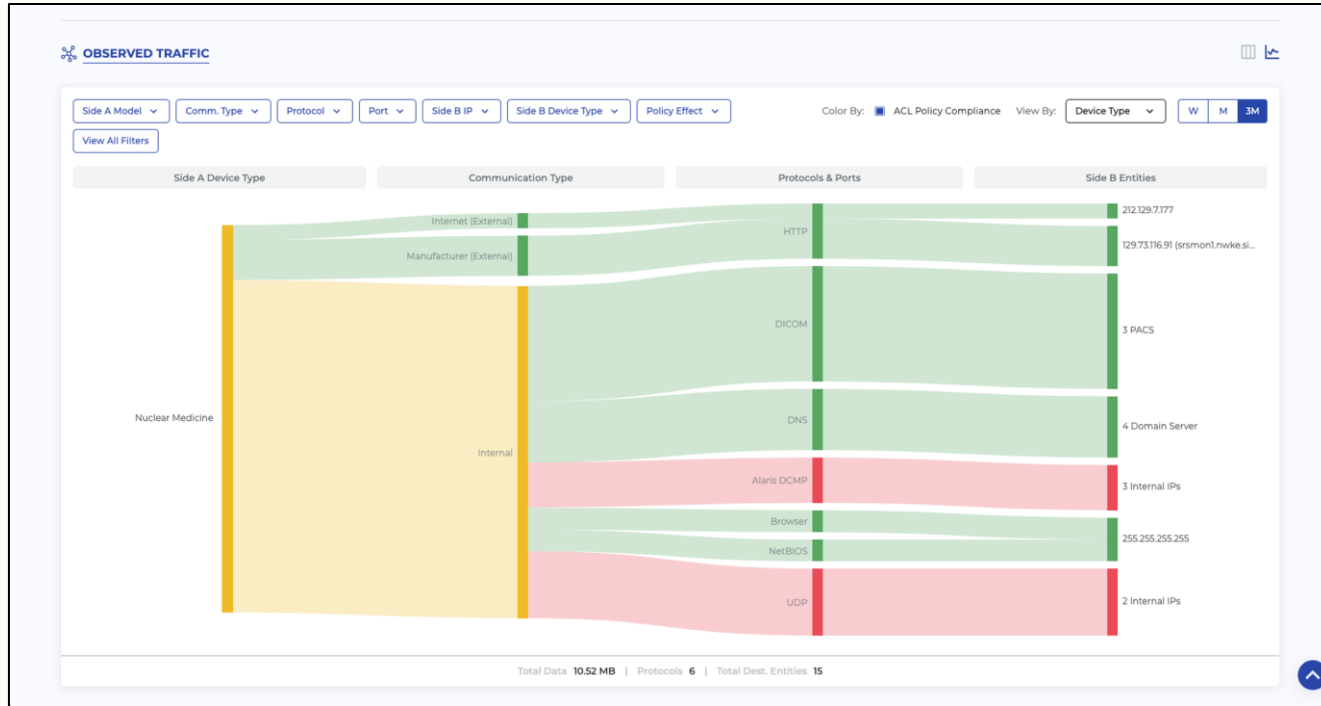 OBSERVED TRAFFIC
Side A Model Comm. Type Protocol Port Side B IP Side B Device Type Policy Effect Color By: ACL Policy Compliance View By: Device Type W M 3M
View All Filters
Side A Device Type Communication Type Protocols & Ports Side B Entities
212.129.7.177
Internet (External)
HTTP
129.73.116.91 (srsmon1.nwke.si...
Manufacturer (External)
DICOM
3 PACS
Nuclear Medicine
DNS
4 Domain Server
Internal
Alaris DCMP
3 Internal IPs
Browser
255.255.255.255
NetBIOS
UDP
2 Internal IPs
Total Data 10.52 MB | Protocols 6 | Total Dest. Entities 15